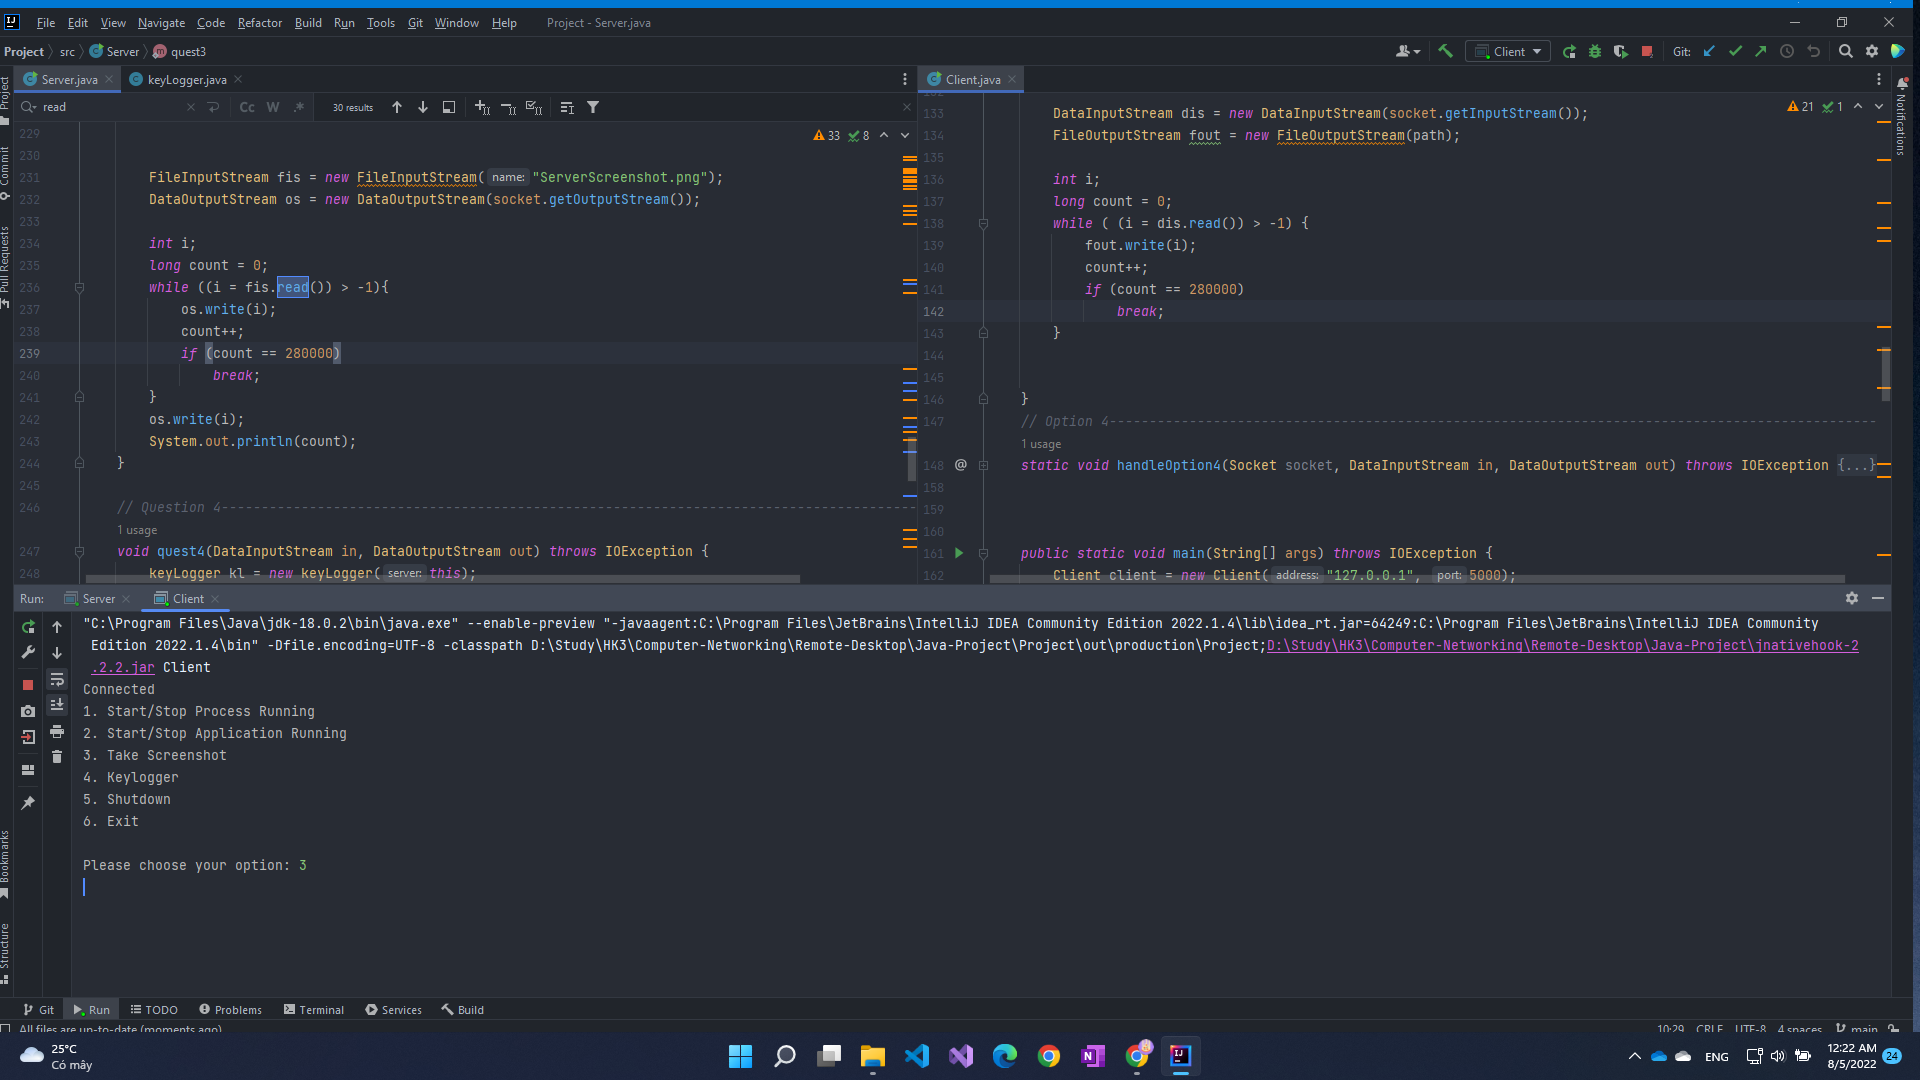 File Edit View Navigate Code Refactor Build Run Tools Git Window Help Project - Server.java
Project src Server quest3
Client
Git:
Server.java
keyLogger.java
Client.java
read
Cc W .* 30 results
33 8
21 1
229
230
231 FileInputStream fis = new FileInputStream( name: "ServerScreenshot.png");
232 DataOutputStream os = new DataOutputStream(socket.getOutputStream());
233
234 int i;
235 long count = 0;
236 while ((i = fis.read()) > -1){
237 os.write(i);
238 count++;
239 if (count == 280000)
240 break;
241 }
242 os.write(i);
243 System.out.println(count);
244 }
245
246 // Question 4----------------------------------------------------------------------------------------
1 usage
247 void quest4(DataInputStream in, DataOutputStream out) throws IOException {
248 keyLogger kl = new keyLogger( server: this);
132
133 DataInputStream dis = new DataInputStream(socket.getInputStream());
134 FileOutputStream fout = new FileOutputStream(path);
135
136 int i;
137 long count = 0;
138 while ( (i = dis.read()) > -1) {
139 fout.write(i);
140 count++;
141 if (count == 280000)
142 break;
143 }
144
145
146 }
147 // Option 4------------------------------------------------------------------------------------------------
1 usage
148 @ static void handleOption4(Socket socket, DataInputStream in, DataOutputStream out) throws IOException {...}
158
159
160
161 public static void main(String[] args) throws IOException {
162 Client client = new Client( address: "127.0.0.1", port: 5000);
Project
Commit
Pull Requests
Bookmarks
Structure
Notifications
Run: Server Client
"C:\Program Files\Java\jdk-18.0.2\bin\java.exe" --enable-preview "-javaagent:C:\Program Files\JetBrains\IntelliJ IDEA Community Edition 2022.1.4\lib\idea_rt.jar=64249:C:\Program Files\JetBrains\IntelliJ IDEA Community
Edition 2022.1.4\bin" -Dfile.encoding=UTF-8 -classpath D:\Study\HK3\Computer-Networking\Remote-Desktop\Java-Project\Project\out\production\Project;D:\Study\HK3\Computer-Networking\Remote-Desktop\Java-Project\jnativehook-2
.2.2.jar Client
Connected
1. Start/Stop Process Running
2. Start/Stop Application Running
3. Take Screenshot
4. Keylogger
5. Shutdown
6. Exit
Please choose your option: 3
Git Run TODO Problems Terminal Services Build
All files are up-to-date (moments ago)
10:29 CRLF UTF-8 4 spaces main
25°C
Có mây
ENG
12:22 AM
8/5/2022
24